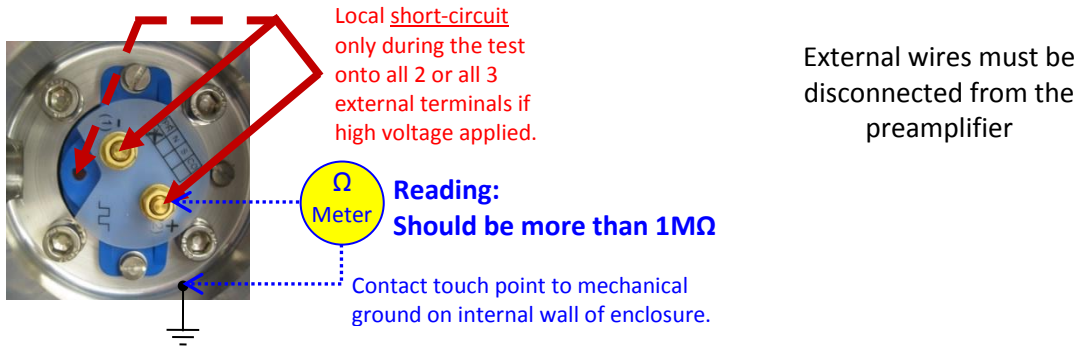 Local short-circuit
only during the test
onto all 2 or all 3
external terminals if
high voltage applied.
External wires must be
disconnected from the
preamplifier
(1) -
+
Ω
Meter
Reading:
Should be more than 1MΩ
Contact touch point to mechanical
ground on internal wall of enclosure.